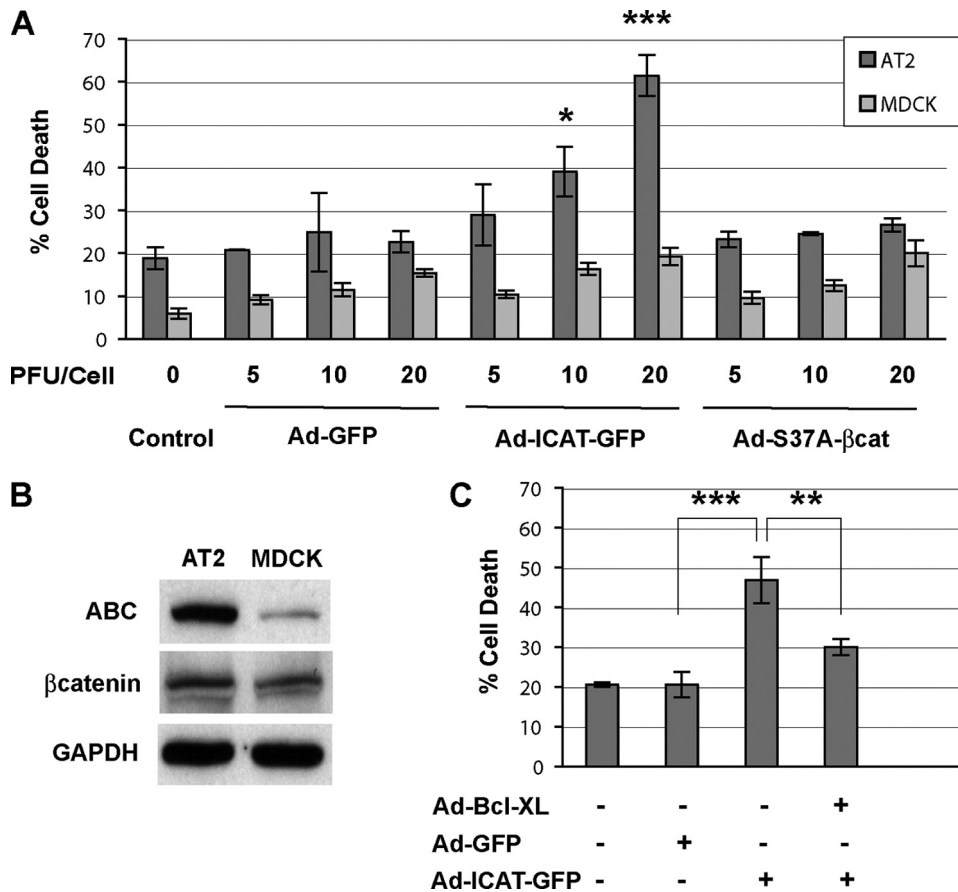 A
***
70
AT2
60
MDCK
50
*
40
30
20
10
0
% Cell Death
PFU/Cell 0 5 10 20 5 10 20 5 10 20
Control Ad-GFP Ad-ICAT-GFP Ad-S37A-βcat
B
AT2 MDCK
ABC
βcatenin
GAPDH
C
70
*** **
60
50
40
30
20
10
0
% Cell Death
Ad-Bcl-XL - - - +
Ad-GFP - + - -
Ad-ICAT-GFP - - + +